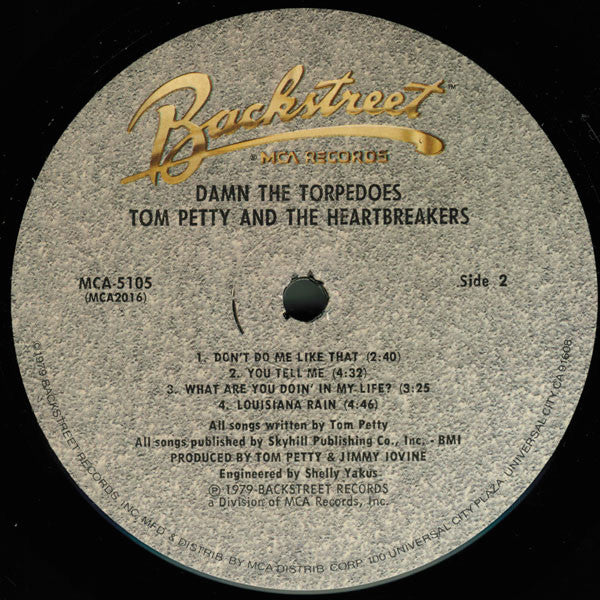 Backstreet™
MCA RECORDS
DAMN THE TORPEDOES
TOM PETTY AND THE HEARTBREAKERS
MCA-5105
(MCA2016)
Side 2
1. DON'T DO ME LIKE THAT (2:40)
2. YOU TELL ME (4:32)
3. WHAT ARE YOU DOIN' IN MY LIFE? (3:25
4. LOUISIANA RAIN (4:46)
All songs written by Tom Petty
All songs published by Skyhill Publishing Co., Inc. - BMI
PRODUCED BY TOM PETTY & JIMMY IOVINE
Engineered by Shelly Yakus
℗ 1979-BACKSTREET RECORDS
a Division of MCA Records, Inc.
©1979-BACKSTREET RECORDS, INC. MFD & DISTRIB. BY MCA DISTRIB. CORP. 100 UNIVERSAL CITY PLAZA, UNIVERSAL CITY, CA 91608